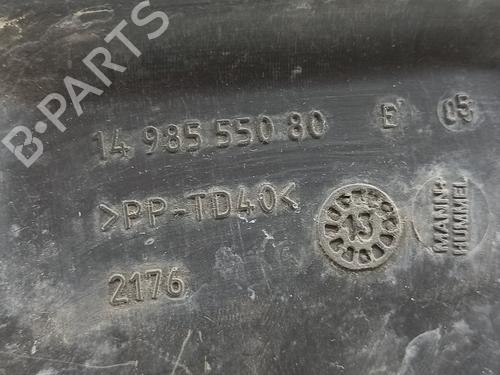 B-PARTS
14 985 550 80 E 05
>PP-TD40<
13
MANN+
HUMMEL
2176